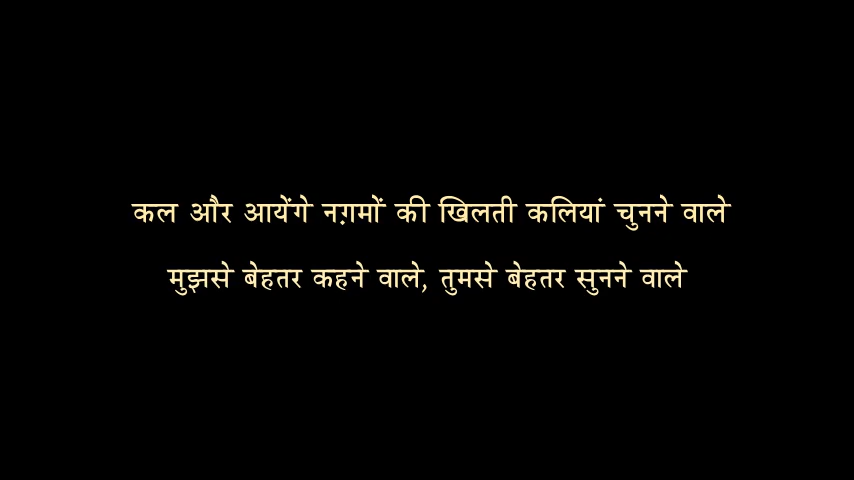 कल और आयेंगे नग़मों की खिलती कलियां चुनने वाले
मुझसे बेहतर कहने वाले, तुमसे बेहतर सुनने वाले